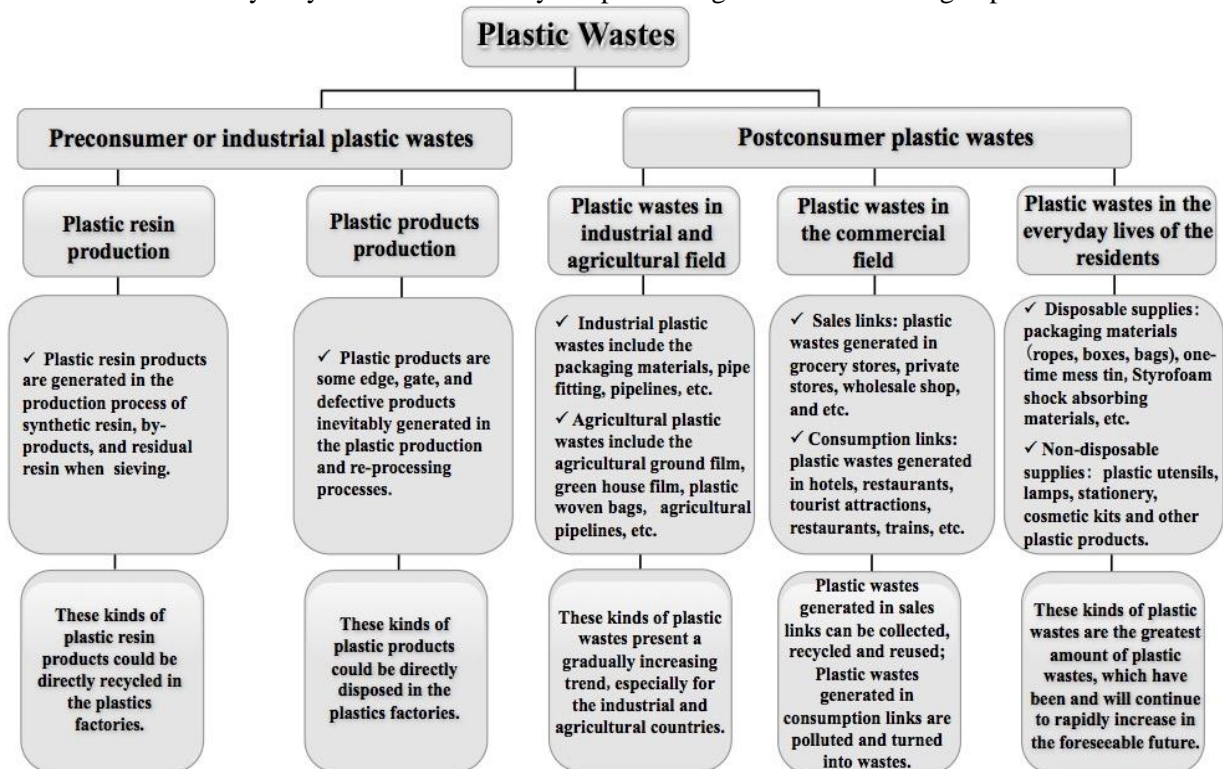 Plastic Wastes
Preconsumer or industrial plastic wastes
Postconsumer plastic wastes
Plastic resin
production
Plastic products
production
Plastic wastes in
industrial and
agricultural field
Plastic wastes in
the commercial
field
Plastic wastes in the
everyday lives of the
residents
✓ Plastic resin products
are generated in the
production process of
synthetic resin, by-
products, and residual
resin when sieving.
✓ Plastic products are
some edge, gate, and
defective products
inevitably generated in
the plastic production
and re-processing
processes.
✓ Industrial plastic
wastes include the
packaging materials, pipe
fitting, pipelines, etc.
✓ Agricultural plastic
wastes include the
agricultural ground film,
green house film, plastic
woven bags, agricultural
pipelines, etc.
✓ Sales links: plastic
wastes generated in
grocery stores, private
stores, wholesale shop,
and etc.
✓ Consumption links:
plastic wastes generated
in hotels, restaurants,
tourist attractions,
restaurants, trains, etc.
✓ Disposable supplies:
packaging materials
(ropes, boxes, bags), one-
time mess tin, Styrofoam
shock absorbing
materials, etc.
✓ Non-disposable
supplies: plastic utensils,
lamps, stationery,
cosmetic kits and other
plastic products.
These kinds of
plastic resin
products could be
directly recycled in
the plastics
factories.
These kinds of
plastic products
could be directly
disposed in the
plastics factories.
These kinds of plastic
wastes present a
gradually increasing
trend, especially for
the industrial and
agricultural countries.
Plastic wastes
generated in sales
links can be collected,
recycled and reused;
Plastic wastes
generated in
consumption links are
polluted and turned
into wastes.
These kinds of plastic
wastes are the greatest
amount of plastic
wastes, which have
been and will continue
to rapidly increase in
the foreseeable future.